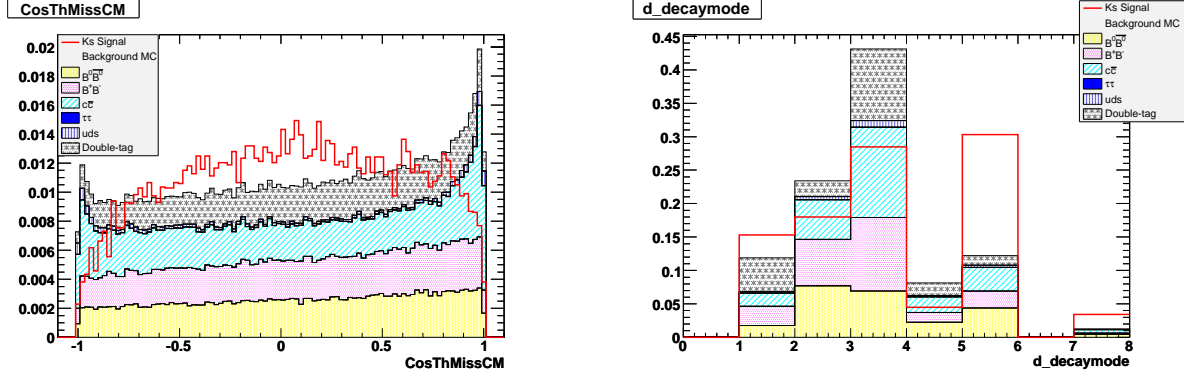 CosThMissCM
Ks Signal
Background MC
B⁰B̅⁰
B⁺B⁻
cc̅
ττ
uds
Double-tag
0.02
0.018
0.016
0.014
0.012
0.01
0.008
0.006
0.004
0.002
0
-1 -0.5 0 0.5 1
CosThMissCM
d_decaymode
Ks Signal
Background MC
B⁰B̅⁰
B⁺B⁻
cc̅
ττ
uds
Double-tag
0.45
0.4
0.35
0.3
0.25
0.2
0.15
0.1
0.05
0
0 1 2 3 4 5 6 7 8
d_decaymode